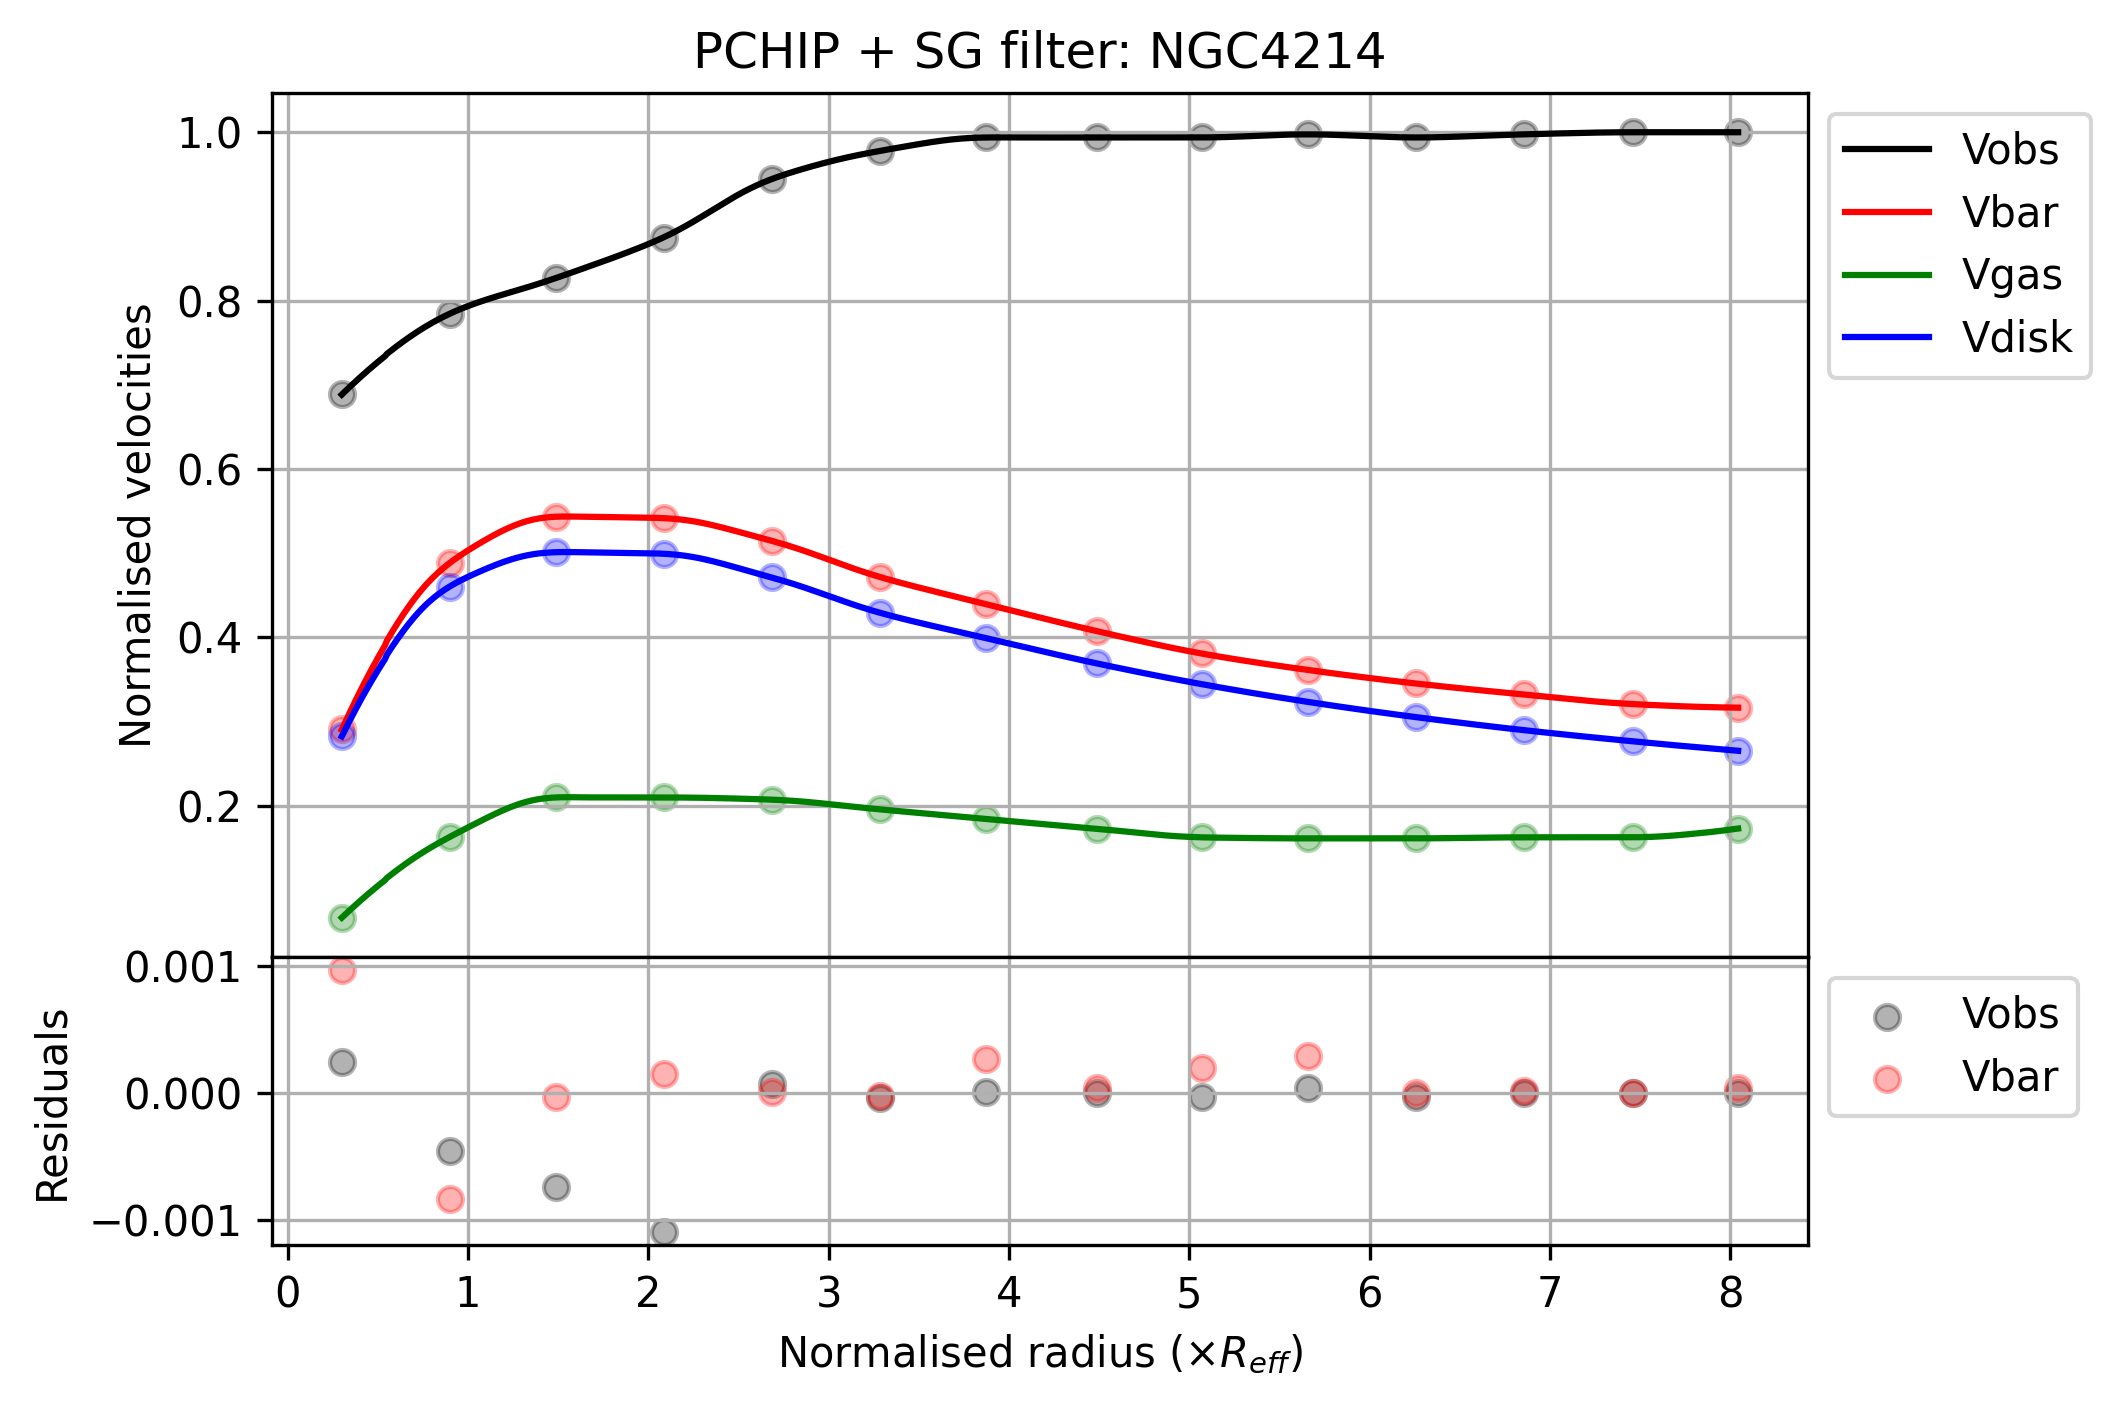 PCHIP + SG filter: NGC4214
Normalised velocities
1.0
0.8
0.6
0.4
0.2
Vobs
Vbar
Vgas
Vdisk
Residuals
0.001
0.000
−0.001
Vobs
Vbar
0 1 2 3 4 5 6 7 8
Normalised radius (×R_eff)